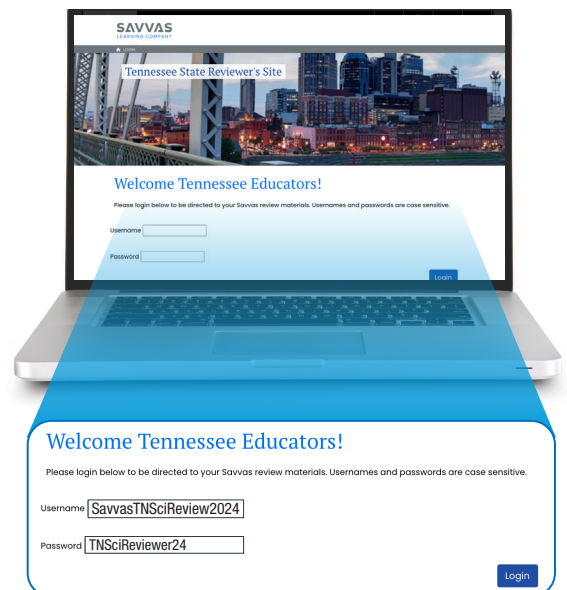 SAVVAS
LEARNING COMPANY
LOGIN
Tennessee State Reviewer's Site
Welcome Tennessee Educators!
Please login below to be directed to your Savvas review materials. Usernames and passwords are case sensitive.
Username
Password
Login
Welcome Tennessee Educators!
Please login below to be directed to your Savvas review materials. Usernames and passwords are case sensitive.
Username SavvasTNSciReview2024
Password TNSciReviewer24
Login